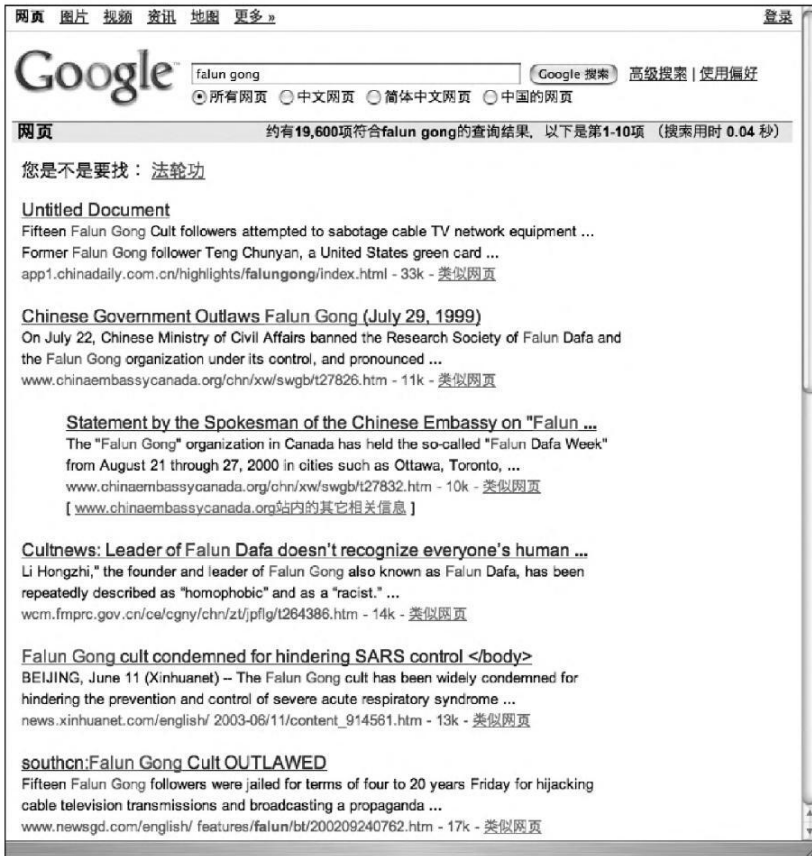 网页 图片 视频 资讯 地图 更多 » 登录
Google falun gong Google 搜索 高级搜索 | 使用偏好
所有网页 中文网页 简体中文网页 中国的网页
网页 约有19,600项符合falun gong的查询结果，以下是第1-10项 （搜索用时 0.04 秒）
您是不是要找： 法轮功
Untitled Document
Fifteen Falun Gong Cult followers attempted to sabotage cable TV network equipment ...
Former Falun Gong follower Teng Chunyan, a United States green card ...
app1.chinadaily.com.cn/highlights/falungong/index.html - 33k - 类似网页
Chinese Government Outlaws Falun Gong (July 29, 1999)
On July 22, Chinese Ministry of Civil Affairs banned the Research Society of Falun Dafa and
the Falun Gong organization under its control, and pronounced ...
www.chinaembassycanada.org/chn/xw/swgb/t27826.htm - 11k - 类似网页
Statement by the Spokesman of the Chinese Embassy on "Falun ...
The "Falun Gong" organization in Canada has held the so-called "Falun Dafa Week"
from August 21 through 27, 2000 in cities such as Ottawa, Toronto, ...
www.chinaembassycanada.org/chn/xw/swgb/t27832.htm - 10k - 类似网页
[ www.chinaembassycanada.org站内的其它相关信息 ]
Cultnews: Leader of Falun Dafa doesn't recognize everyone's human ...
Li Hongzhi," the founder and leader of Falun Gong also known as Falun Dafa, has been
repeatedly described as "homophobic" and as a "racist." ...
wcm.fmprc.gov.cn/ce/cgny/chn/zt/jpflg/t264386.htm - 14k - 类似网页
Falun Gong cult condemned for hindering SARS control </body>
BEIJING, June 11 (Xinhuanet) -- The Falun Gong cult has been widely condemned for
hindering the prevention and control of severe acute respiratory syndrome ...
news.xinhuanet.com/english/ 2003-06/11/content_914561.htm - 13k - 类似网页
southcn:Falun Gong Cult OUTLAWED
Fifteen Falun Gong followers were jailed for terms of four to 20 years Friday for hijacking
cable television transmissions and broadcasting a propaganda ...
www.newsgd.com/english/ features/falun/bt/200209240762.htm - 17k - 类似网页